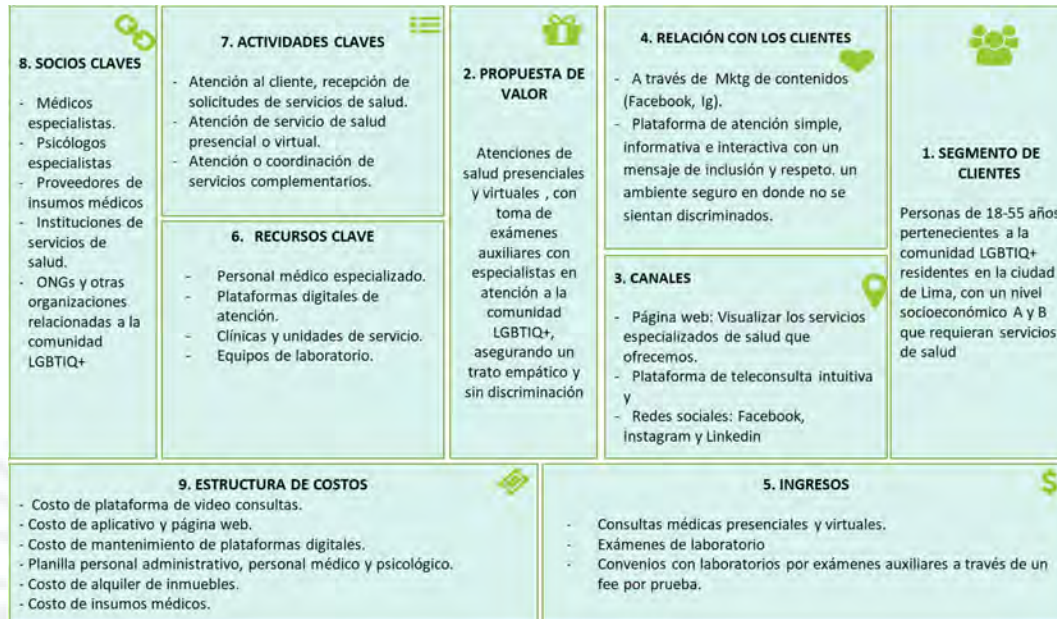 8. SOCIOS CLAVES
- Médicos
especialistas.
- Psicólogos
especialistas
- Proveedores de
insumos médicos
- Instituciones de
servicios de
salud.
- ONGs y otras
organizaciones
relacionadas a la
comunidad
LGBTIQ+
7. ACTIVIDADES CLAVES
- Atención al cliente, recepción de
solicitudes de servicios de salud.
- Atención de servicio de salud
presencial o virtual.
- Atención o coordinación de
servicios complementarios.
6. RECURSOS CLAVE
- Personal médico especializado.
- Plataformas digitales de
atención.
- Clínicas y unidades de servicio.
- Equipos de laboratorio.
2. PROPUESTA DE
VALOR
Atenciones de
salud presenciales
y virtuales , con
toma de
exámenes
auxiliares con
especialistas en
atención a la
comunidad
LGBTIQ+,
asegurando un
trato empático y
sin discriminación
4. RELACIÓN CON LOS CLIENTES
- A través de Mktg de contenidos
(Facebook, Ig).
- Plataforma de atención simple,
informativa e interactiva con un
mensaje de inclusión y respeto. un
ambiente seguro en donde no se
sientan discriminados.
3. CANALES
- Página web: Visualizar los servicios
especializados de salud que
ofrecemos.
- Plataforma de teleconsulta intuitiva
y
- Redes sociales: Facebook,
Instagram y Linkedin
1. SEGMENTO DE
CLIENTES
Personas de 18-55 años
pertenecientes a la
comunidad LGBTIQ+
residentes en la ciudad
de Lima, con un nivel
socioeconómico A y B
que requieran servicios
de salud
9. ESTRUCTURA DE COSTOS
- Costo de plataforma de video consultas.
- Costo de aplicativo y página web.
- Costo de mantenimiento de plataformas digitales.
- Planilla personal administrativo, personal médico y psicológico.
- Costo de alquiler de inmuebles.
- Costo de insumos médicos.
5. INGRESOS
- Consultas médicas presenciales y virtuales.
- Exámenes de laboratorio
- Convenios con laboratorios por exámenes auxiliares a través de un
fee por prueba.